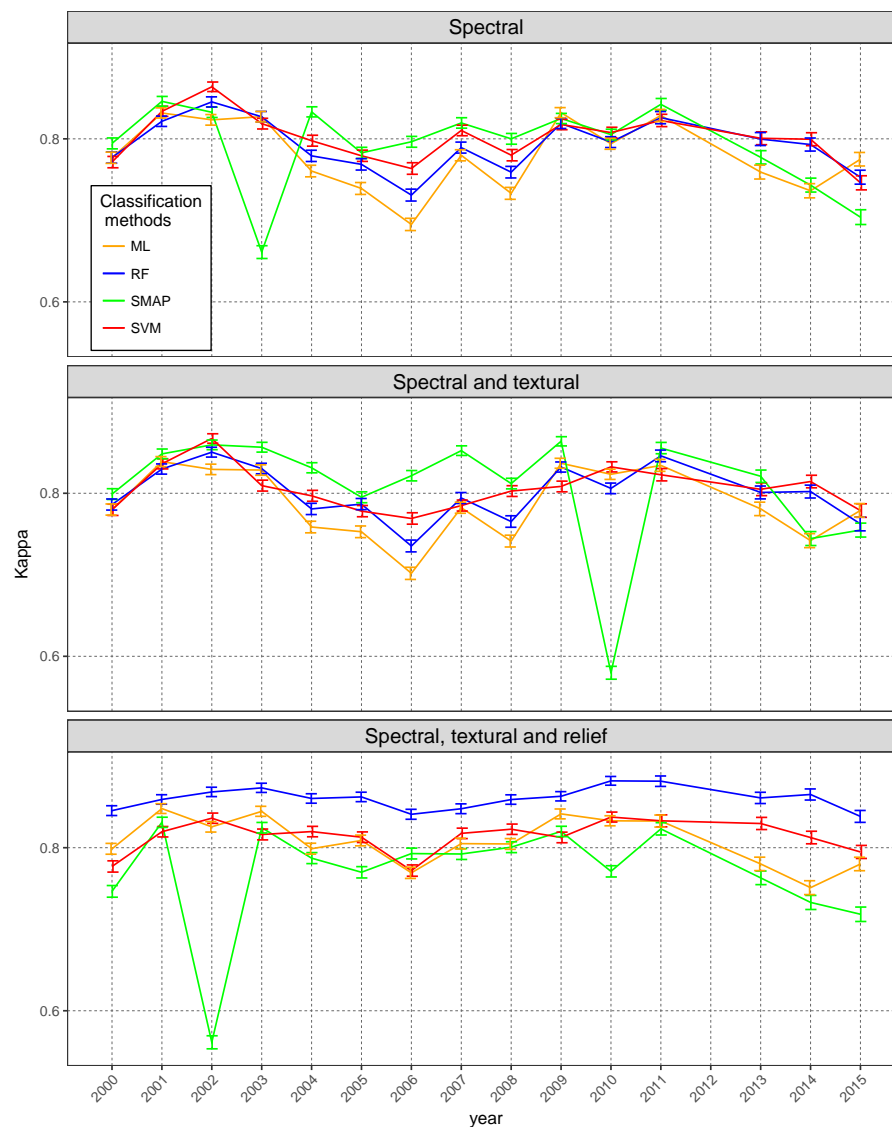 Spectral
0.8
0.6
Classification
methods
ML
RF
SMAP
SVM
Spectral and textural
0.8
0.6
Kappa
Spectral, textural and relief
0.8
0.6
2000 2001 2002 2003 2004 2005 2006 2007 2008 2009 2010 2011 2012 2013 2014 2015
year